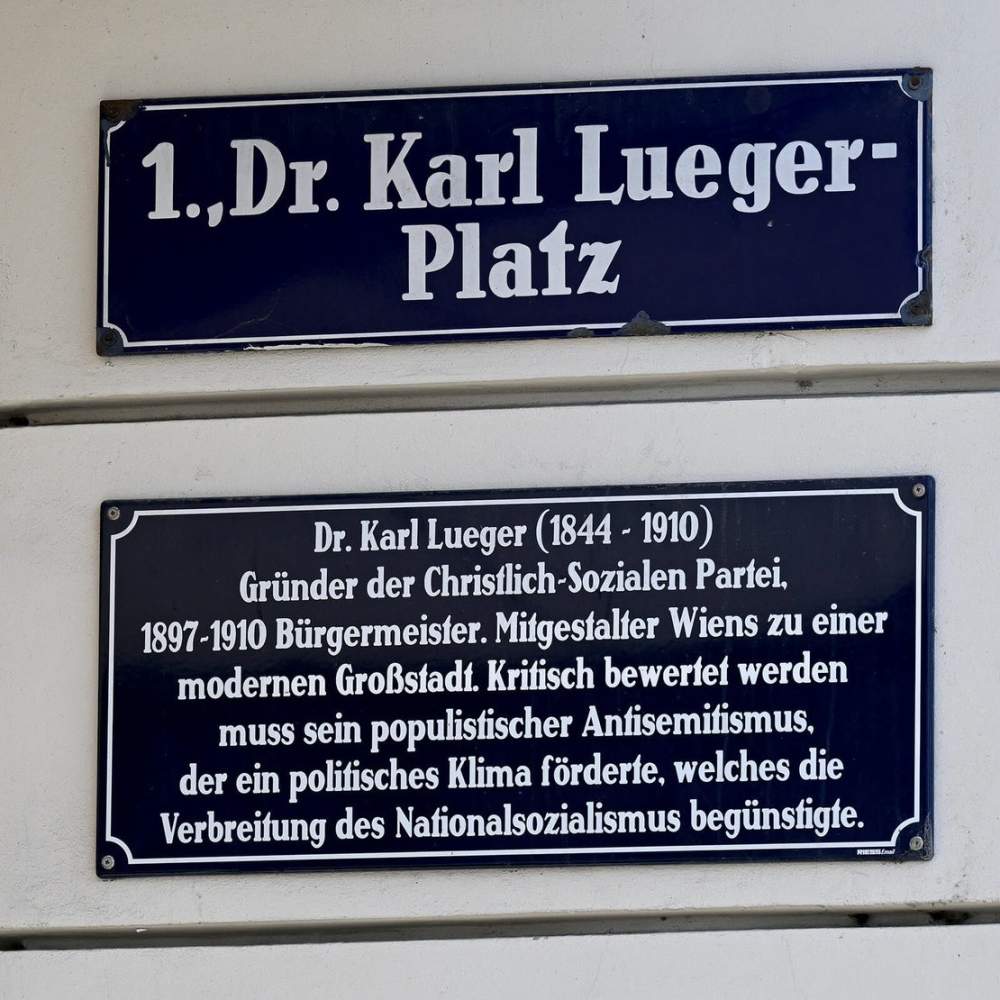 1., Dr. Karl Lueger-
Platz
Dr. Karl Lueger (1844 - 1910)
Gründer der Christlich-Sozialen Partei,
1897-1910 Bürgermeister. Mitgestalter Wiens zu einer
modernen Großstadt. Kritisch bewertet werden
muss sein populistischer Antisemitismus,
der ein politisches Klima förderte, welches die
Verbreitung des Nationalsozialismus begünstigte.
RIESS Email